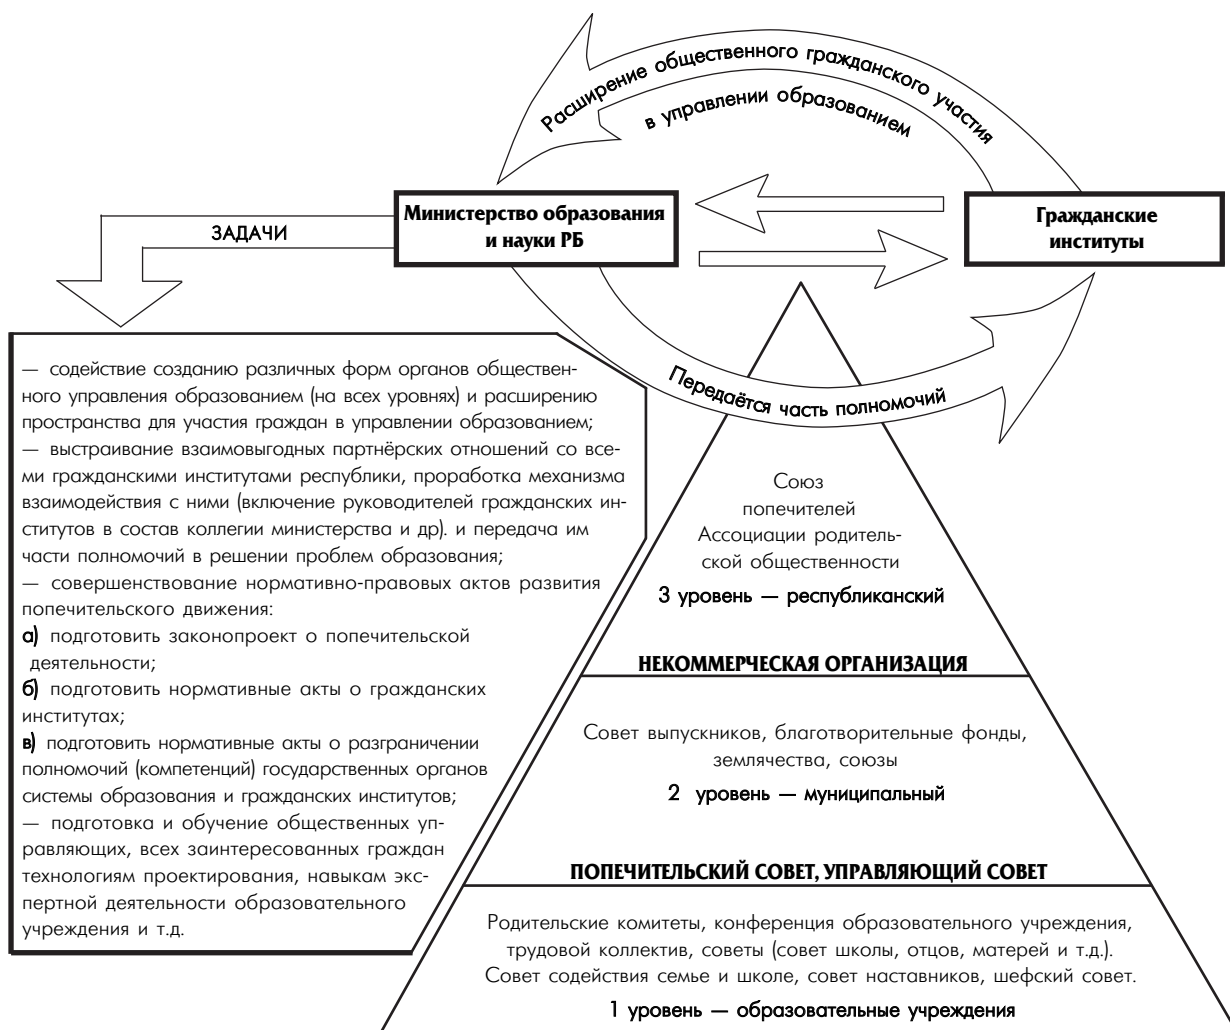 Расширение общественного гражданского участия
в управлении образованием
Министерство образования
и науки РБ
Гражданские
институты
ЗАДАЧИ
Передаётся часть полномочий
— содействие созданию различных форм органов обществен-
ного управления образованием (на всех уровнях) и расширению
пространства для участия граждан в управлении образованием;
— выстраивание взаимовыгодных партнёрских отношений со все-
ми гражданскими институтами республики, проработка механизма
взаимодействия с ними (включение руководителей гражданских ин-
ститутов в состав коллегии министерства и др). и передача им
части полномочий в решении проблем образования;
— совершенствование нормативно-правовых актов развития
попечительского движения:
а) подготовить законопроект о попечительской
деятельности;
б) подготовить нормативные акты о гражданских
институтах;
в) подготовить нормативные акты о разграничении
полномочий (компетенций) государственных органов
системы образования и гражданских институтов;
— подготовка и обучение общественных уп-
равляющих, всех заинтересованных граждан
технологиям проектирования, навыкам экс-
пертной деятельности образовательного
учреждения и т.д.
Союз
попечителей
Ассоциации родитель-
ской общественности
3 уровень — республиканский
НЕКОММЕРЧЕСКАЯ ОРГАНИЗАЦИЯ
Совет выпускников, благотворительные фонды,
землячества, союзы
2 уровень — муниципальный
ПОПЕЧИТЕЛЬСКИЙ СОВЕТ, УПРАВЛЯЮЩИЙ СОВЕТ
Родительские комитеты, конференция образовательного учреждения,
трудовой коллектив, советы (совет школы, отцов, матерей и т.д.).
Совет содействия семье и школе, совет наставников, шефский совет.
1 уровень — образовательные учреждения